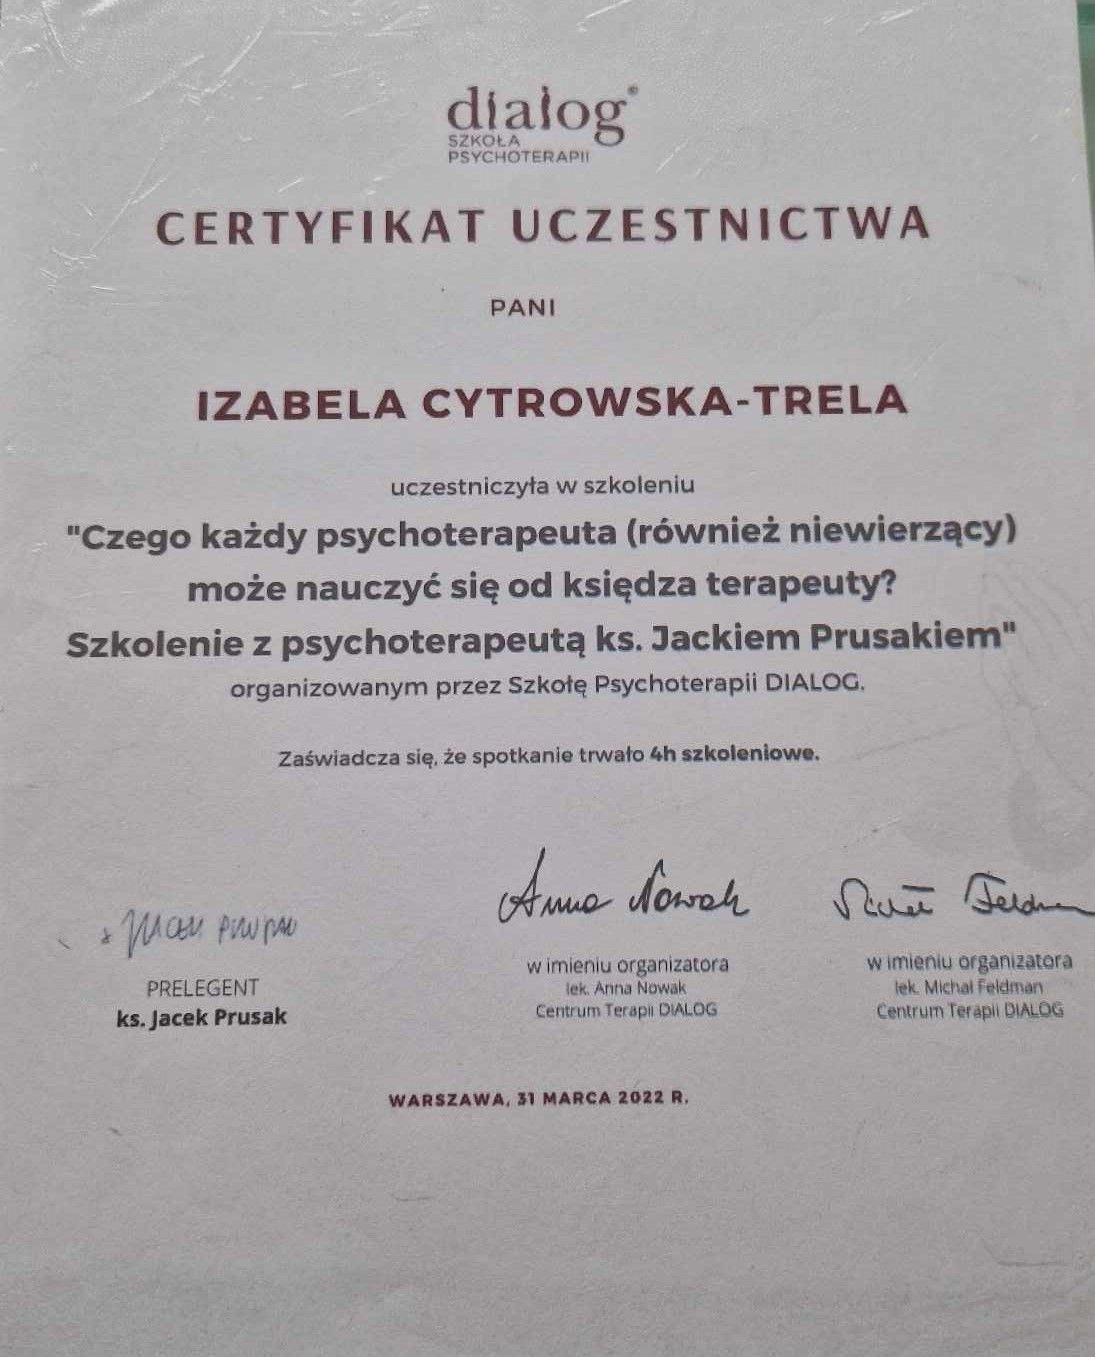 dialog®
SZKOŁA
PSYCHOTERAPII
CERTYFIKAT UCZESTNICTWA
PANI
IZABELA CYTROWSKA-TRELA
uczestniczyła w szkoleniu
"Czego każdy psychoterapeuta (również niewierzący)
może nauczyć się od księdza terapeuty?
Szkolenie z psychoterapeutą ks. Jackiem Prusakiem"
organizowanym przez Szkołę Psychoterapii DIALOG.
Zaświadcza się, że spotkanie trwało 4h szkoleniowe.
Anna Nowak
Michał Feldman
PRELEGENT
ks. Jacek Prusak
w imieniu organizatora
lek. Anna Nowak
Centrum Terapii DIALOG
w imieniu organizatora
lek. Michał Feldman
Centrum Terapii DIALOG
WARSZAWA, 31 MARCA 2022 R.